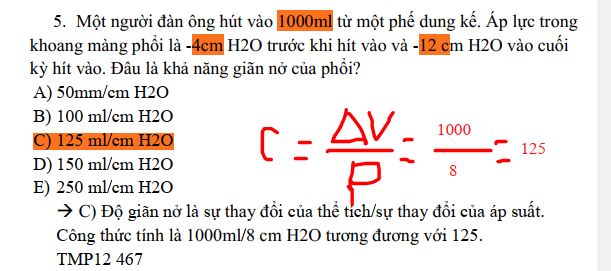 5. Một người đàn ông hút vào 1000ml từ một phế dung kế. Áp lực trong
khoang màng phổi là -4cm H2O trước khi hít vào và -12 cm H2O vào cuối
kỳ hít vào. Đâu là khả năng giãn nở của phổi?
A) 50mm/cm H2O
B) 100 ml/cm H2O
C) 125 ml/cm H2O
D) 150 ml/cm H2O
E) 250 ml/cm H2O
C = ΔV / P = 1000 / 8 = 125
→ C) Độ giãn nở là sự thay đổi của thể tích/sự thay đổi của áp suất.
Công thức tính là 1000ml/8 cm H2O tương đương với 125.
TMP12 467